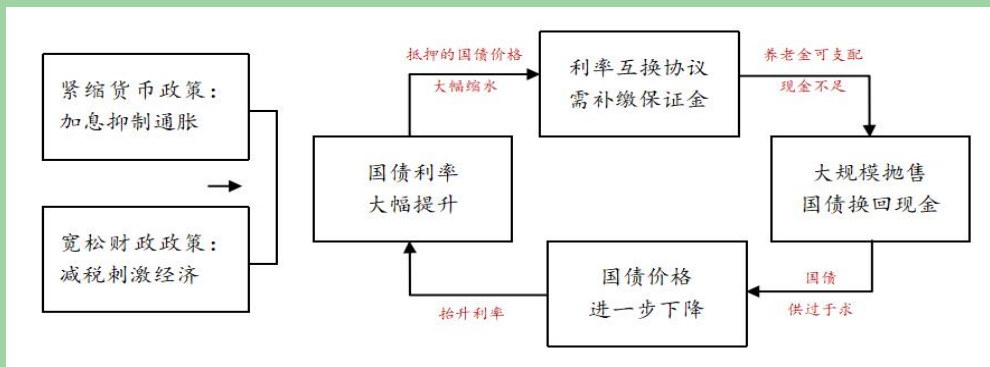 紧缩货币政策：
加息抑制通胀
宽松财政政策：
减税刺激经济
国债利率
大幅提升
抵押的国债价格
大幅缩水
利率互换协议
需补缴保证金
养老金可支配
现金不足
大规模抛售
国债换回现金
国债
供过于求
国债价格
进一步下降
抬升利率